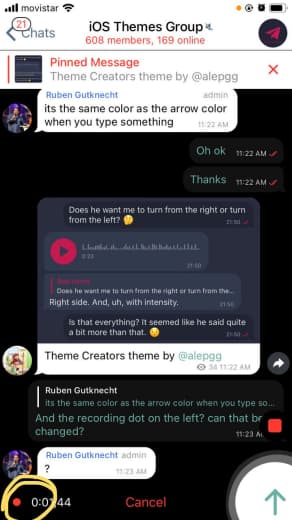 movistar
21
Chats
iOS Themes Group
608 members, 169 online
Pinned Message
Theme Creators theme by @alepgg
Ruben Gutknecht admin
its the same color as the arrow color
when you type something
11:22 AM
Oh ok 11:22 AM
Thanks 11:22 AM
Does he want me to turn from the right or turn
from the left? 🤔
21:50
0:23
21:50
Does he want me to turn from the right or turn from the...
Right side. And, uh, with intensity.
21:50
Is that everything? It seemed like he said quite
a bit more than that. 😯
21:50
Theme Creators theme by @alepgg
34 11:22 AM
Ruben Gutknecht
its the same color as the arrow color when you type so...
And the recording dot on the left? can that be
changed?
11:23
Ruben Gutknecht admin
?
11:23 AM
44
Cancel